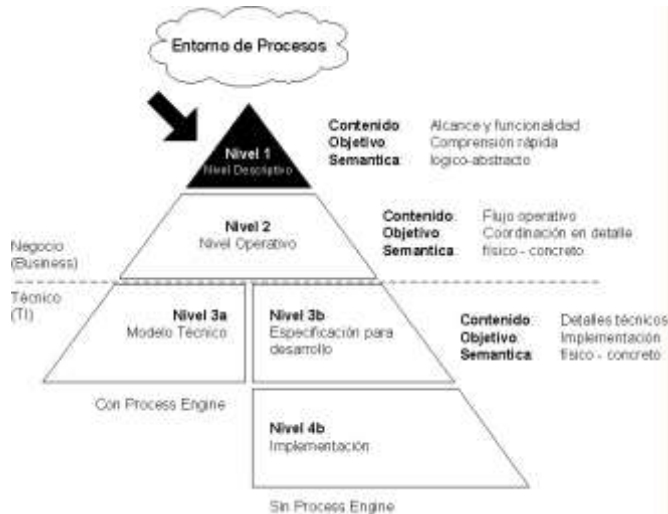 Entorno de Procesos
Nivel 1
Nivel Descriptivo
Contenido: Alcance y funcionalidad
Objetivo: Comprensión rápida
Semantica: lógico-abstracto
Nivel 2
Nivel Operativo
Contenido: Flujo operativo
Objetivo: Coordinación en detalle
Semantica: físico - concreto
Negocio
(Business)
Técnico
(TI)
Nivel 3a
Modelo Técnico
Nivel 3b
Especificación para
desarrollo
Contenido: Detalles técnicos
Objetivo: Implementación
Semantica: físico - concreto
Con Process Engine
Nivel 4b
Implementación
Sin Process Engine